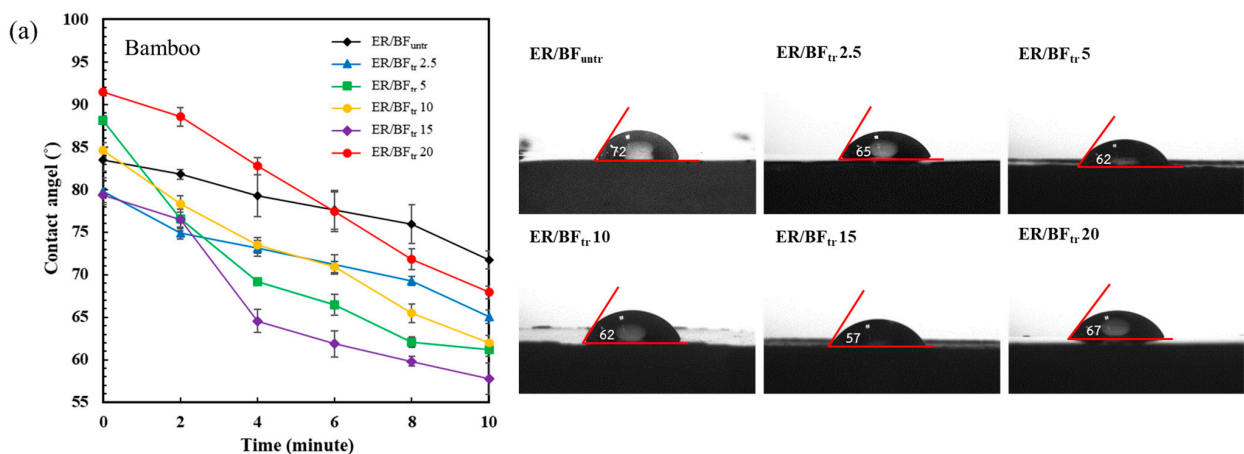 (a)
Bamboo
ER/BFuntr
ER/BFtr 2.5
ER/BFtr 5
ER/BFtr 10
ER/BFtr 15
ER/BFtr 20
Contact angel (°)
100
95
90
85
80
75
70
65
60
55
0 2 4 6 8 10
Time (minute)
ER/BFuntr
72
ER/BFtr 2.5
65
ER/BFtr 5
62
ER/BFtr 10
62
ER/BFtr 15
57
ER/BFtr 20
67